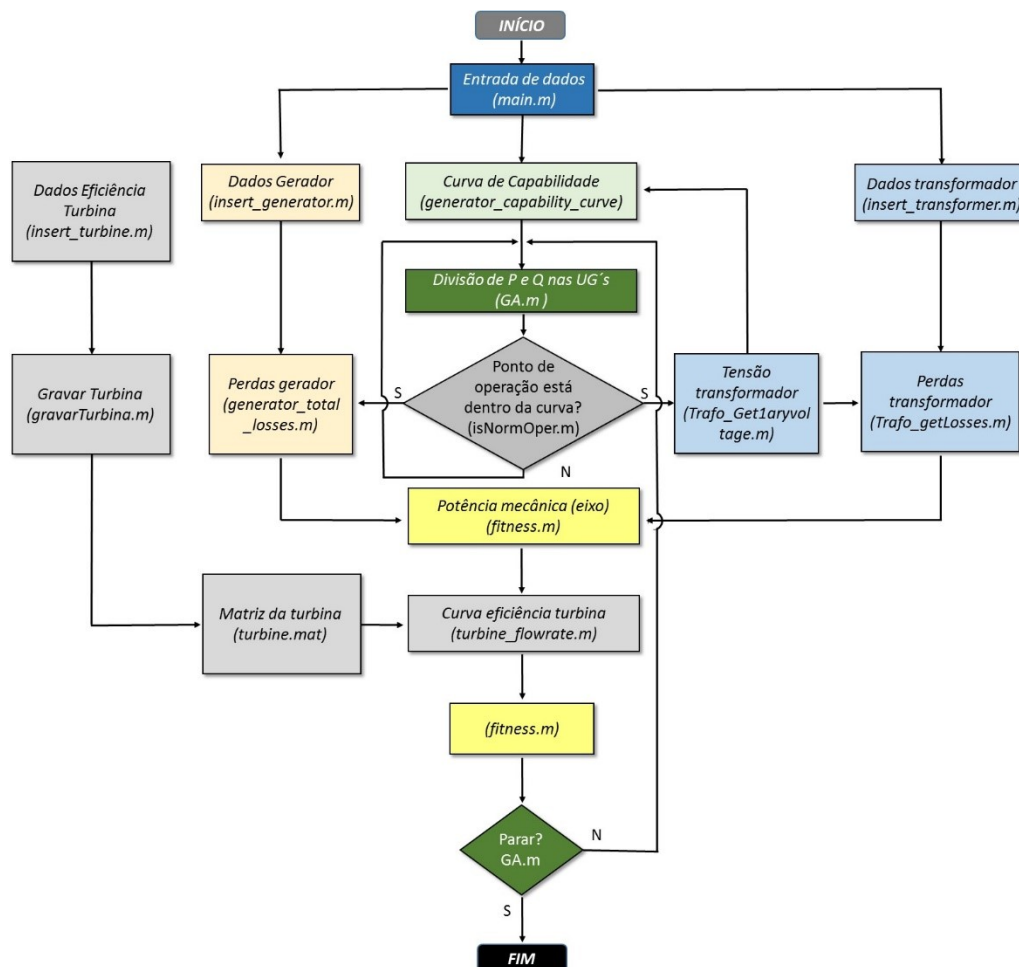 INÍCIO
Entrada de dados
(main.m)
Dados Eficiência
Turbina
(insert_turbine.m)
Dados Gerador
(insert_generator.m)
Curva de Capabilidade
(generator_capability_curve)
Dados transformador
(insert_transformer.m)
Divisão de P e Q nas UG´s
(GA.m )
Gravar Turbina
(gravarTurbina.m)
Perdas gerador
(generator_total
_losses.m)
S
Ponto de
operação está
dentro da curva?
(isNormOper.m)
S
N
Tensão
transformador
(Trafo_Get1aryvol
tage.m)
Perdas
transformador
(Trafo_getLosses.m)
Potência mecânica (eixo)
(fitness.m)
Matriz da turbina
(turbine.mat)
Curva eficiência turbina
(turbine_flowrate.m)
(fitness.m)
Parar?
GA.m
N
S
FIM